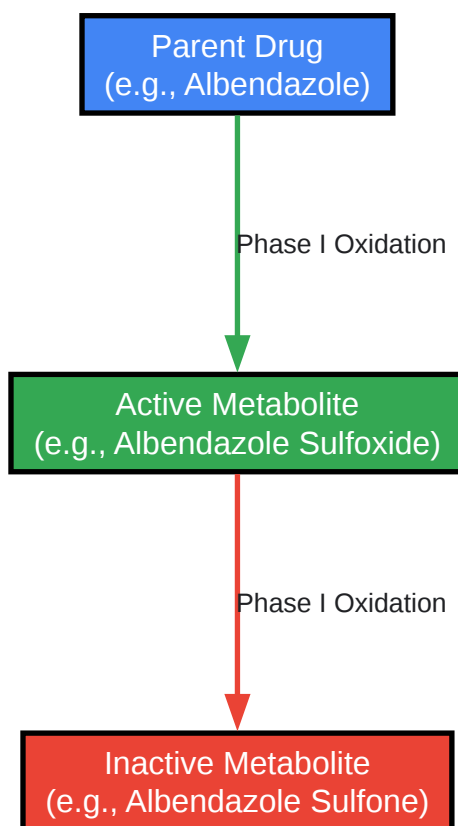 Parent Drug
(e.g., Albendazole)
Phase I Oxidation
Active Metabolite
(e.g., Albendazole Sulfoxide)
Phase I Oxidation
Inactive Metabolite
(e.g., Albendazole Sulfone)